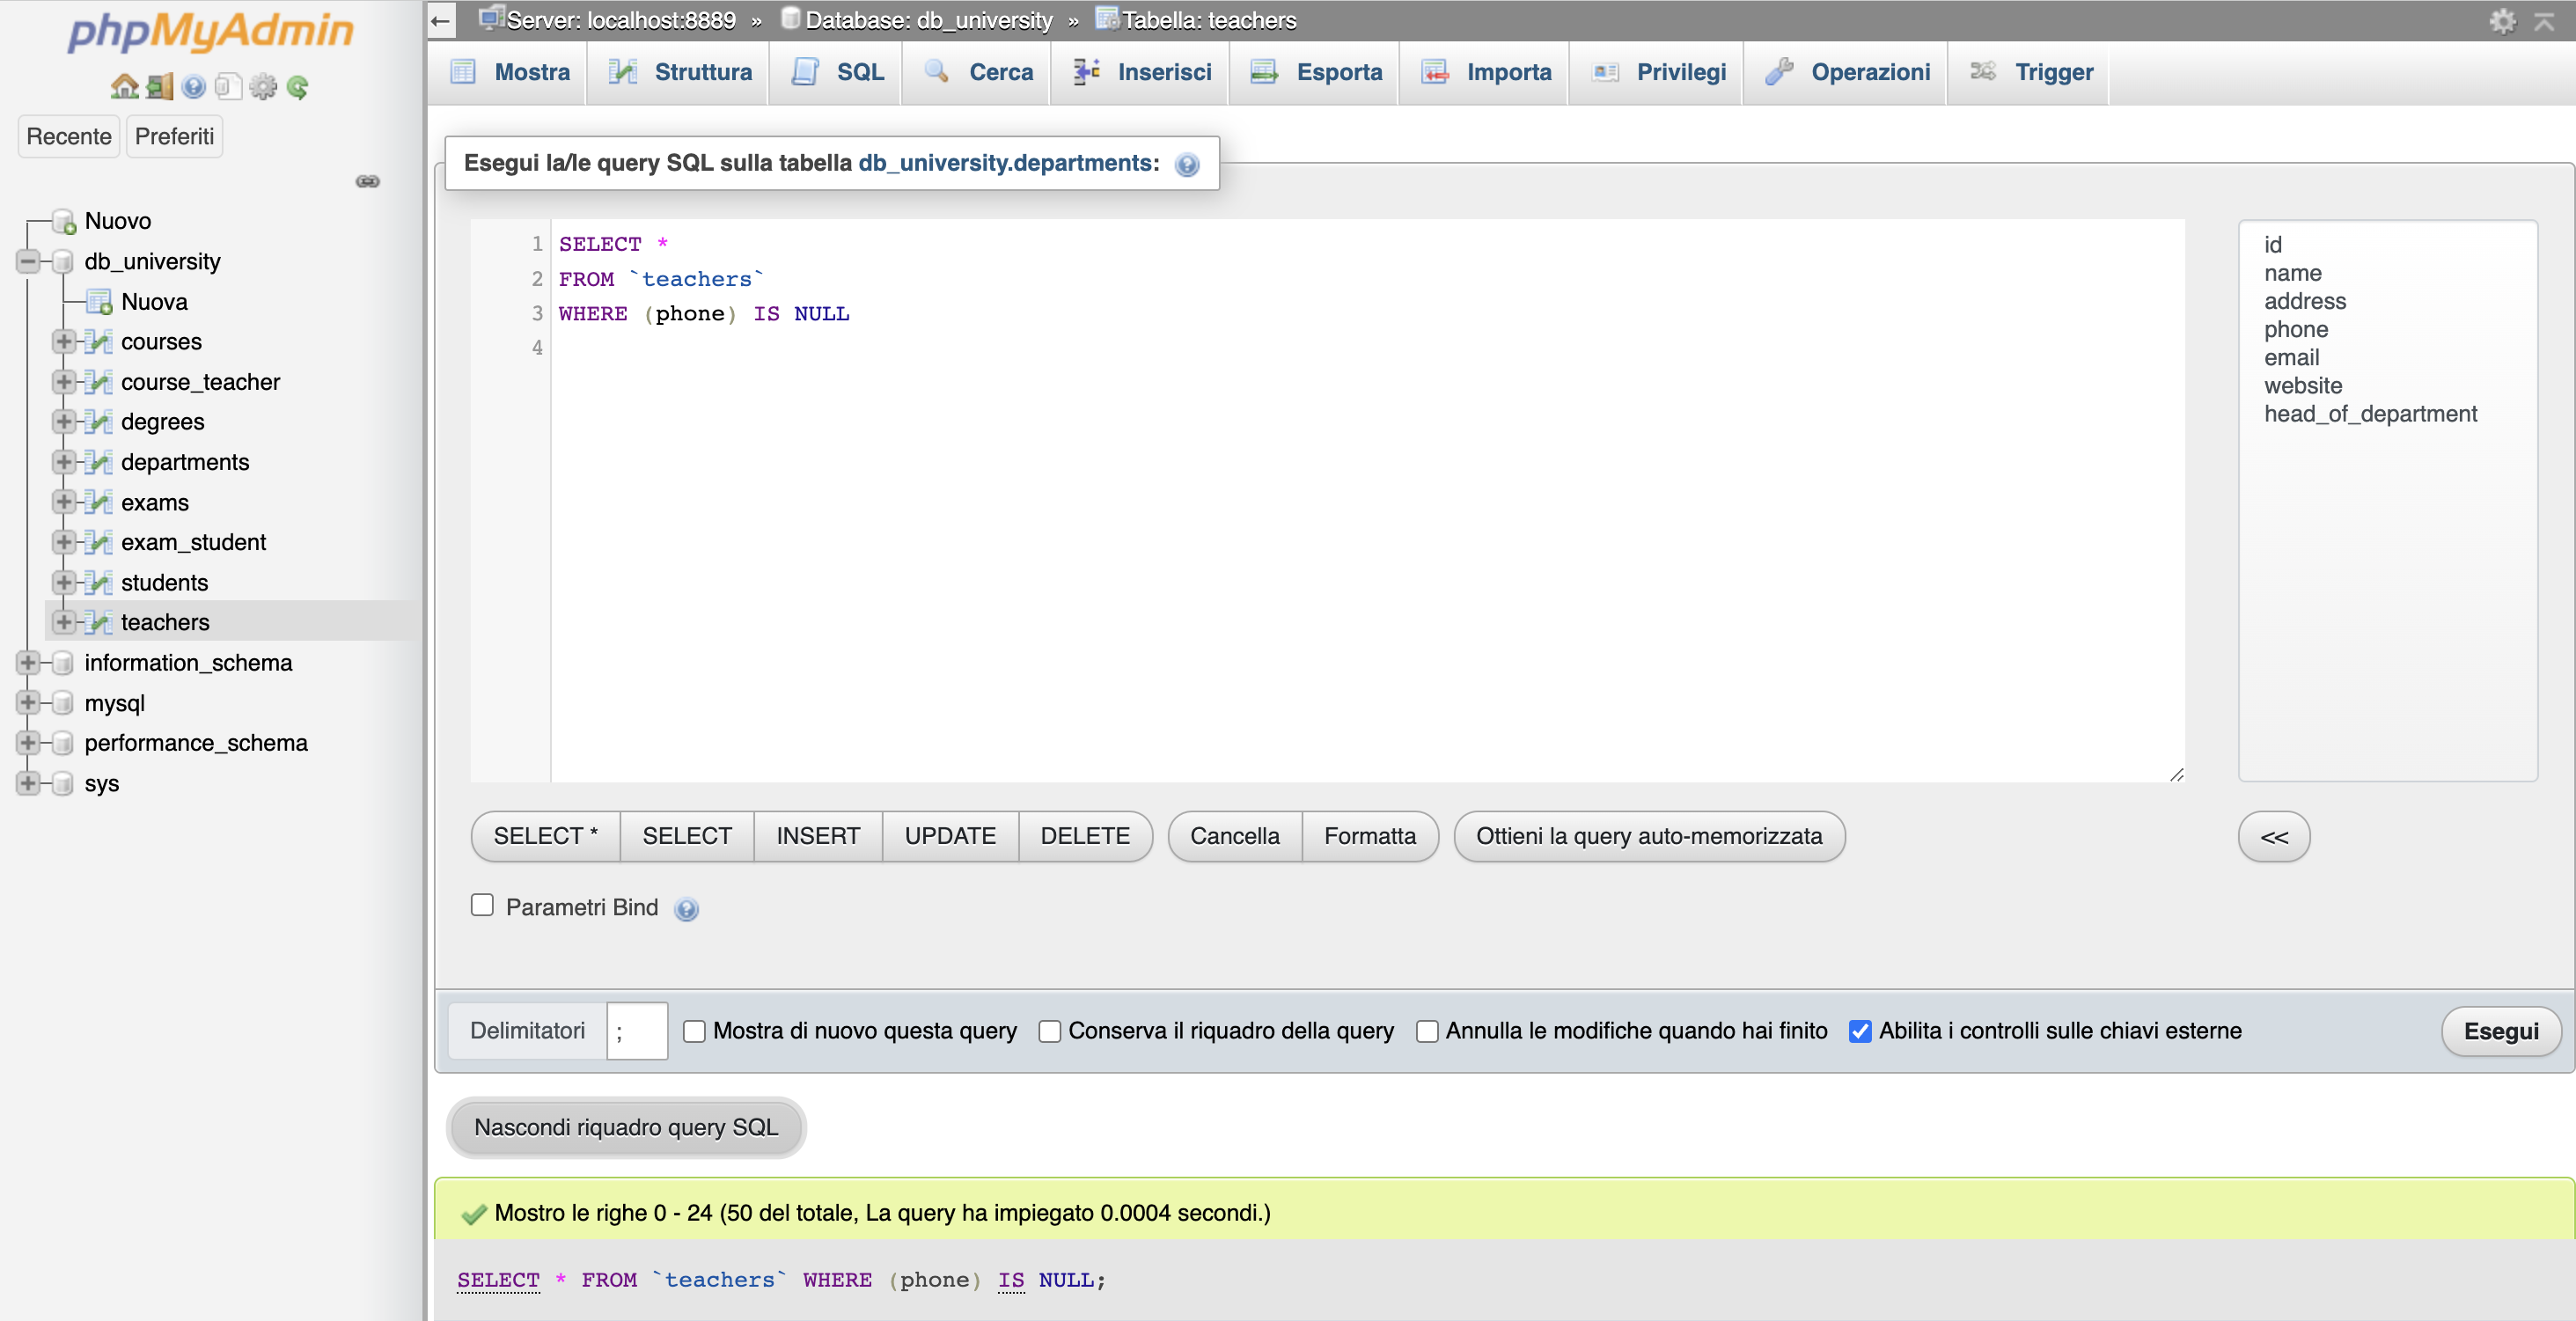 phpMyAdmin
Recente Preferiti
Nuovo
db_university
Nuova
courses
course_teacher
degrees
departments
exams
exam_student
students
teachers
information_schema
mysql
performance_schema
sys
Server: localhost:8889 » Database: db_university » Tabella: teachers
Mostra Struttura SQL Cerca Inserisci Esporta Importa Privilegi Operazioni Trigger
Esegui la/le query SQL sulla tabella db_university.departments:
1 SELECT *
2 FROM `teachers`
3 WHERE (phone) IS NULL
4
id
name
address
phone
email
website
head_of_department
SELECT * SELECT INSERT UPDATE DELETE Cancella Formatta Ottieni la query auto-memorizzata <<
Parametri Bind
Delimitatori ; Mostra di nuovo questa query Conserva il riquadro della query Annulla le modifiche quando hai finito Abilita i controlli sulle chiavi esterne Esegui
Nascondi riquadro query SQL
Mostro le righe 0 - 24 (50 del totale, La query ha impiegato 0.0004 secondi.)
SELECT * FROM `teachers` WHERE (phone) IS NULL;